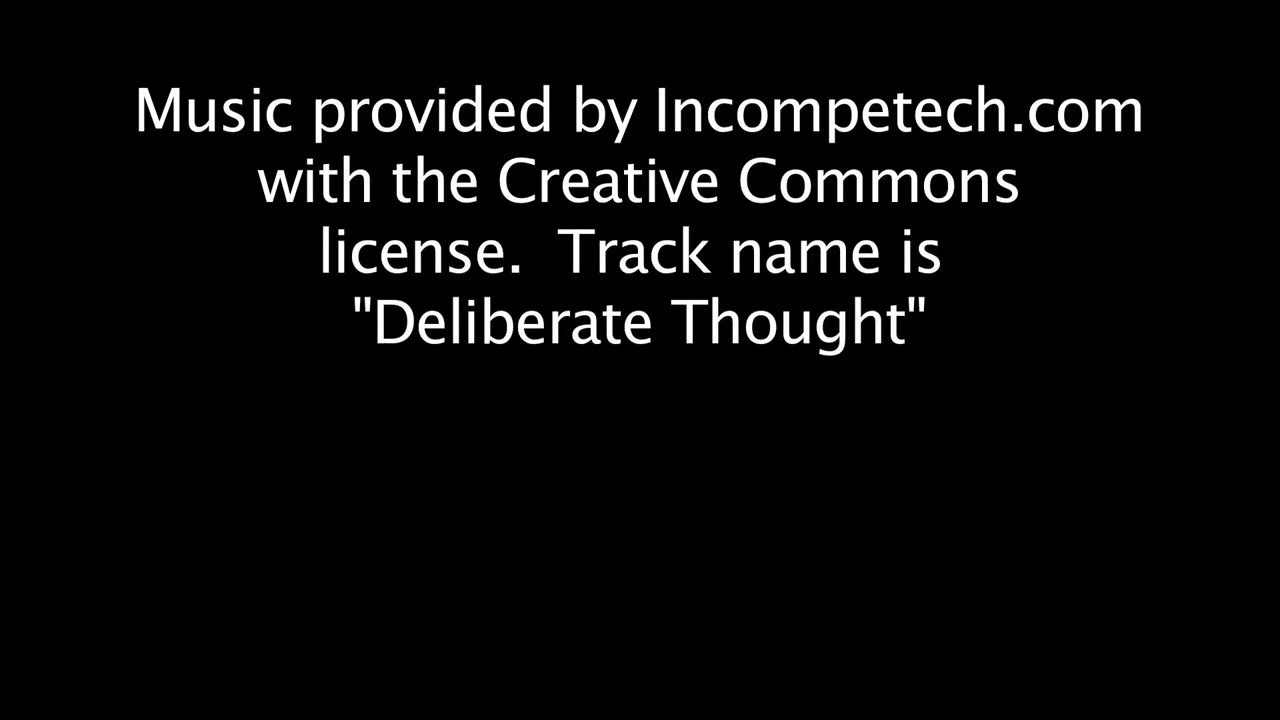 Music provided by Incompetech.com
with the Creative Commons
license.  Track name is
"Deliberate Thought"